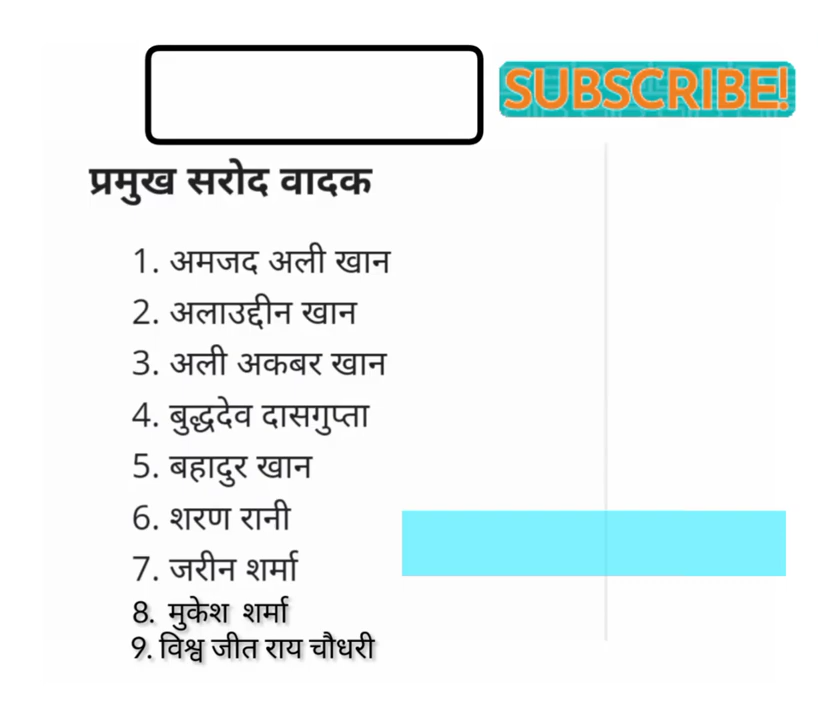 SUBSCRIBE!
प्रमुख सरोद वादक
1. अमजद अली खान
2. अलाउद्दीन खान
3. अली अकबर खान
4. बुद्धदेव दासगुप्ता
5. बहादुर खान
6. शरण रानी
7. जरीन शर्मा
8. मुकेश शर्मा
9. विश्व जीत राय चौधरी